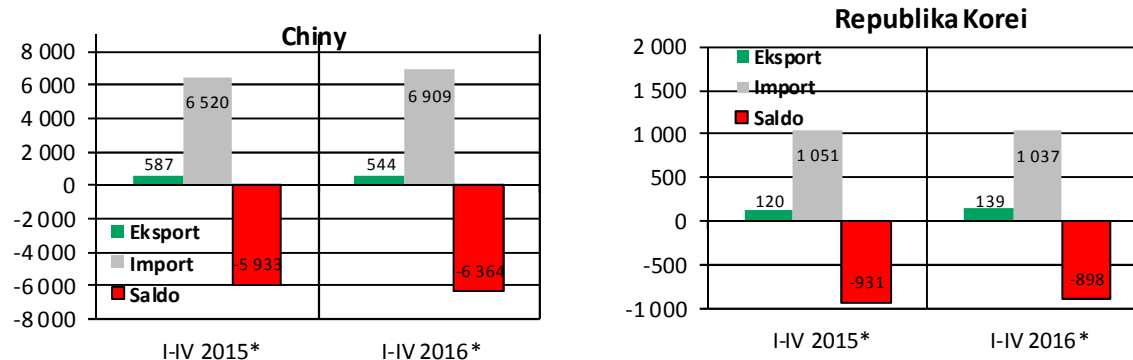 Chiny
8 000
6 000
4 000
2 000
0
-2 000
-4 000
-6 000
-8 000
6 520
6 909
587
544
-5 933
-6 364
Eksport
Import
Saldo
I-IV 2015*
I-IV 2016*
Republika Korei
2 000
1 500
1 000
500
0
-500
-1 000
Eksport
Import
Saldo
1 051
1 037
120
139
-931
-898
I-IV 2015*
I-IV 2016*